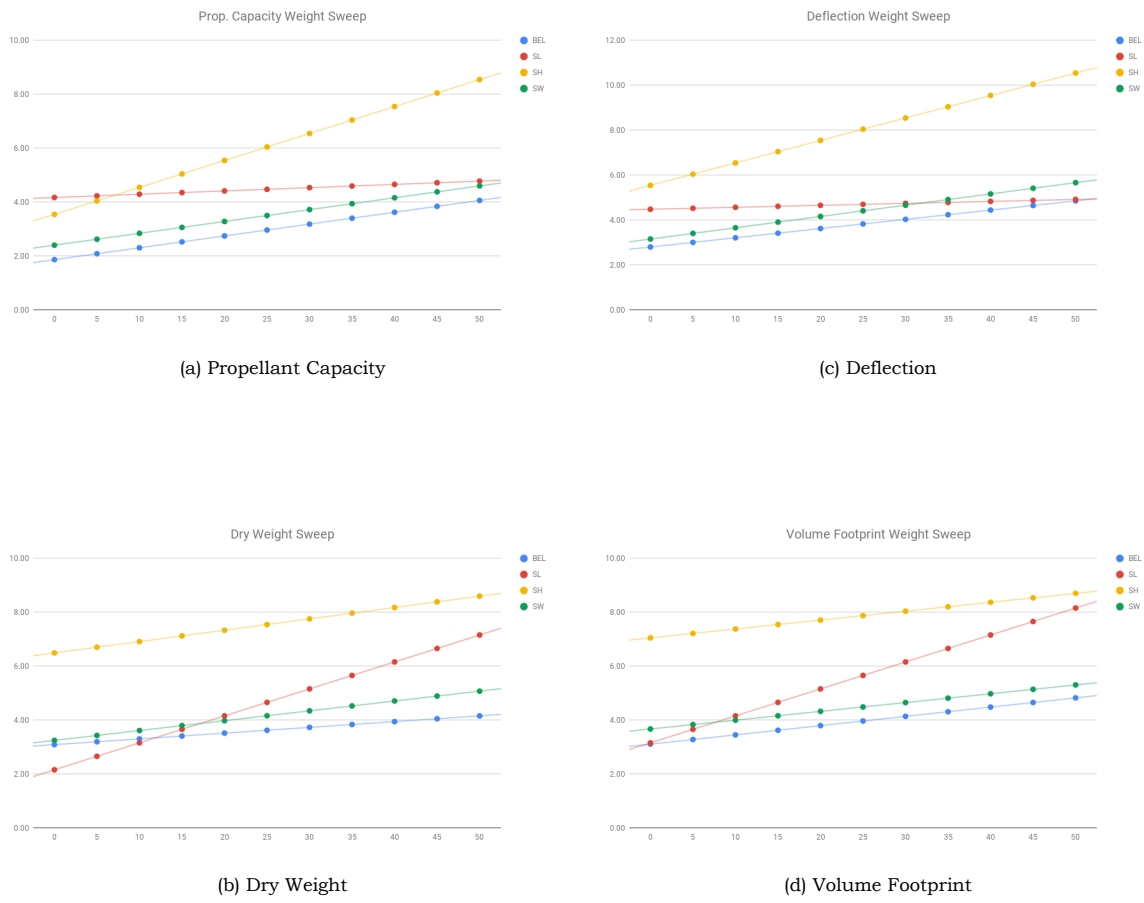 Prop. Capacity Weight Sweep
10.00
8.00
6.00
4.00
2.00
0.00
0 5 10 15 20 25 30 35 40 45 50
BEL
SL
SH
SW
(a) Propellant Capacity
Deflection Weight Sweep
12.00
10.00
8.00
6.00
4.00
2.00
0.00
0 5 10 15 20 25 30 35 40 45 50
BEL
SL
SH
SW
(c) Deflection
Dry Weight Sweep
10.00
8.00
6.00
4.00
2.00
0.00
0 5 10 15 20 25 30 35 40 45 50
BEL
SL
SH
SW
(b) Dry Weight
Volume Footprint Weight Sweep
10.00
8.00
6.00
4.00
2.00
0.00
0 5 10 15 20 25 30 35 40 45 50
BEL
SL
SH
SW
(d) Volume Footprint